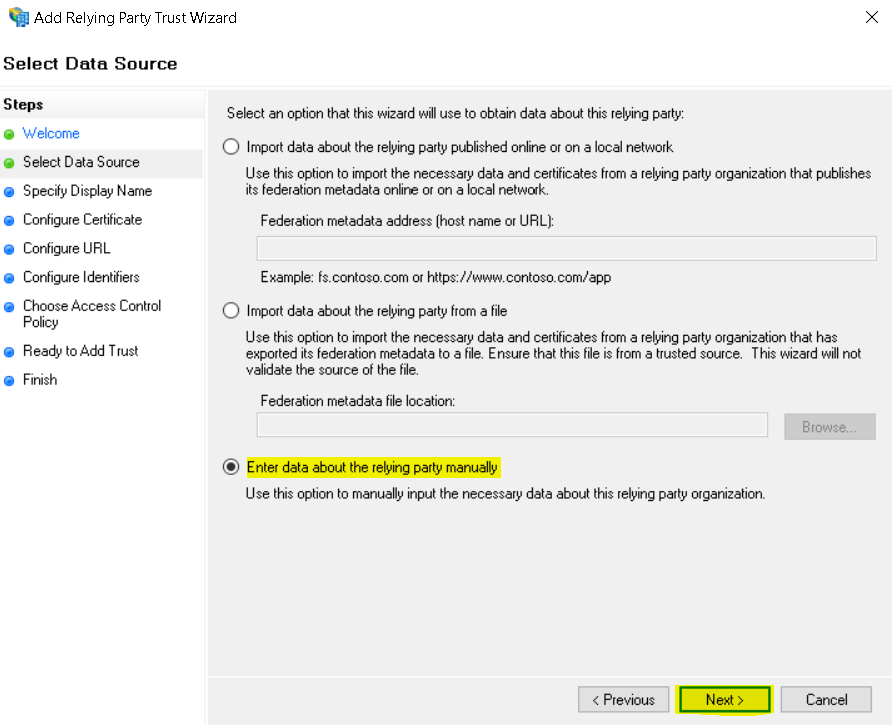 Add Relying Party Trust Wizard
Select Data Source
Steps
Welcome
Select Data Source
Specify Display Name
Configure Certificate
Configure URL
Configure Identifiers
Choose Access Control
Policy
Ready to Add Trust
Finish
Select an option that this wizard will use to obtain data about this relying party:
Import data about the relying party published online or on a local network
Use this option to import the necessary data and certificates from a relying party organization that publishes
its federation metadata online or on a local network.
Federation metadata address (host name or URL):
Example: fs.contoso.com or https://www.contoso.com/app
Import data about the relying party from a file
Use this option to import the necessary data and certificates from a relying party organization that has
exported its federation metadata to a file. Ensure that this file is from a trusted source.  This wizard will not
validate the source of the file.
Federation metadata file location:
Browse...
Enter data about the relying party manually
Use this option to manually input the necessary data about this relying party organization.
< Previous
Next >
Cancel